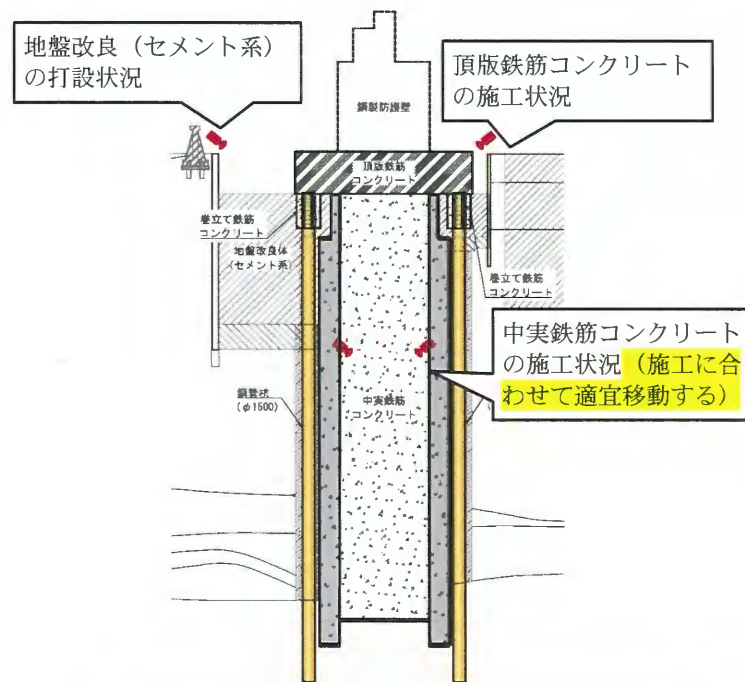 地盤改良（セメント系）
の打設状況
頂版鉄筋コンクリート
の施工状況
鋼製防護壁
頂版鉄筋
コンクリート
巻立て鉄筋
コンクリート
地盤改良体
（セメント系）
巻立て鉄筋
コンクリート
中実鉄筋コンクリート
の施工状況（施工に合
わせて適宜移動する）
鋼管杭
（φ1500）
中実鉄筋
コンクリート